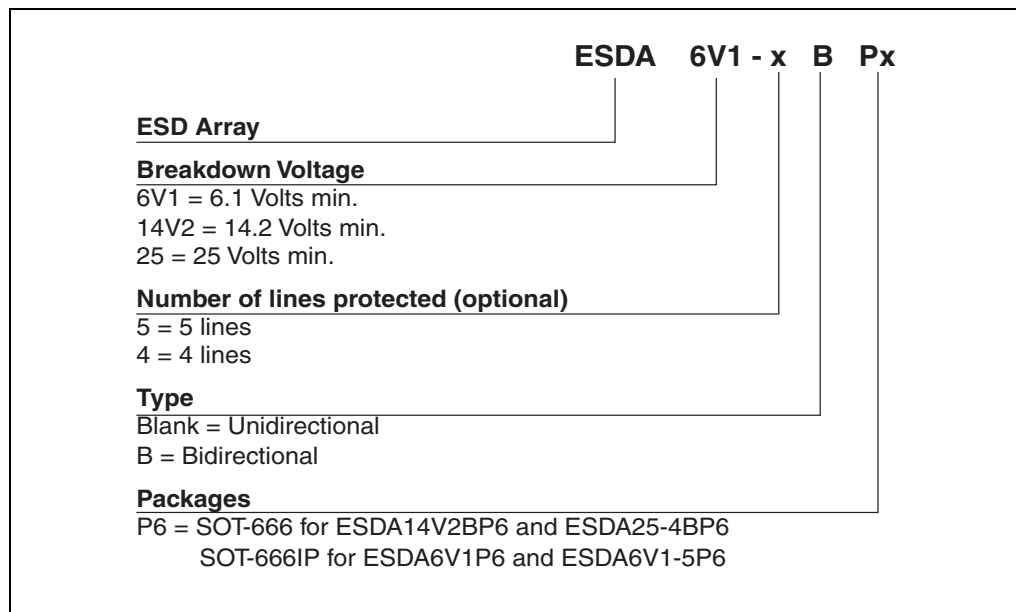 ESDA 6V1 - x B Px
ESD Array
Breakdown Voltage
6V1 = 6.1 Volts min.
14V2 = 14.2 Volts min.
25 = 25 Volts min.
Number of lines protected (optional)
5 = 5 lines
4 = 4 lines
Type
Blank = Unidirectional
B = Bidirectional
Packages
P6 = SOT-666 for ESDA14V2BP6 and ESDA25-4BP6
SOT-666IP for ESDA6V1P6 and ESDA6V1-5P6